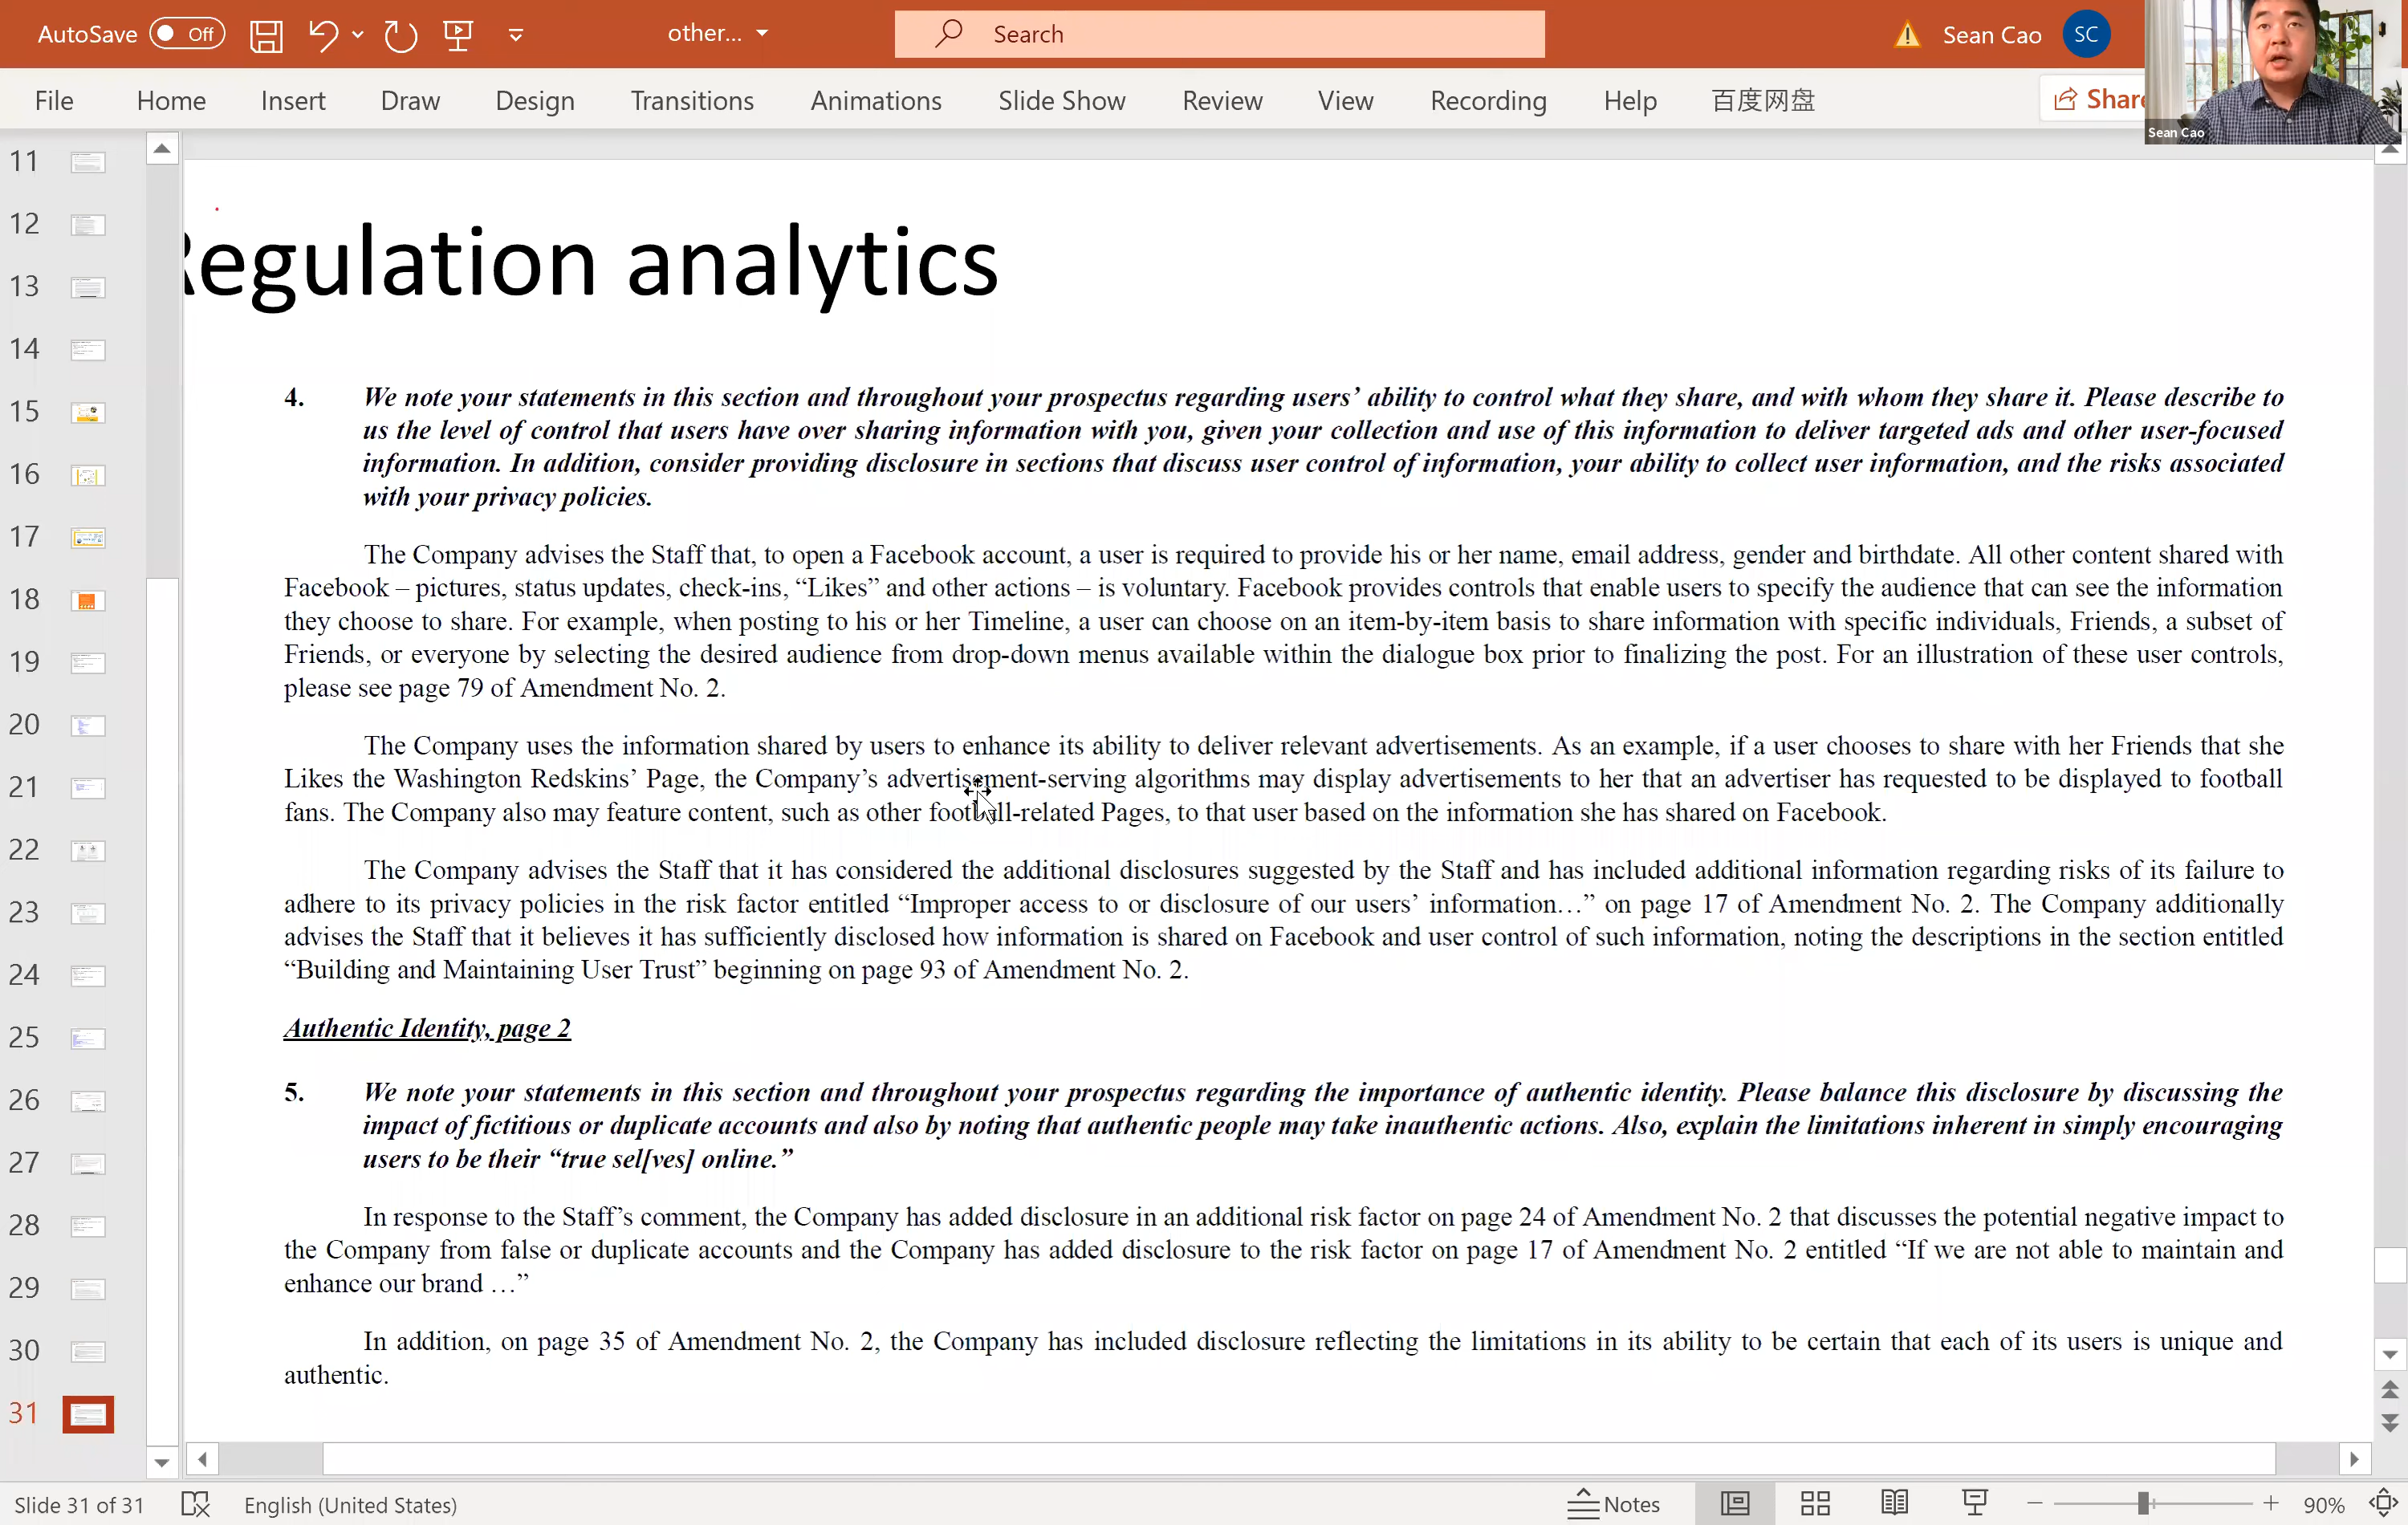 AutoSave Off other... Search Sean Cao SC
File Home Insert Draw Design Transitions Animations Slide Show Review View Recording Help 百度网盘 Share
Sean Cao
11
12
13
14
15
16
17
18
19
20
21
22
23
24
25
26
27
28
29
30
31
Regulation analytics
4. We note your statements in this section and throughout your prospectus regarding users’ ability to control what they share, and with whom they share it. Please describe to
us the level of control that users have over sharing information with you, given your collection and use of this information to deliver targeted ads and other user-focused
information. In addition, consider providing disclosure in sections that discuss user control of information, your ability to collect user information, and the risks associated
with your privacy policies.
The Company advises the Staff that, to open a Facebook account, a user is required to provide his or her name, email address, gender and birthdate. All other content shared with
Facebook – pictures, status updates, check-ins, “Likes” and other actions – is voluntary. Facebook provides controls that enable users to specify the audience that can see the information
they choose to share. For example, when posting to his or her Timeline, a user can choose on an item-by-item basis to share information with specific individuals, Friends, a subset of
Friends, or everyone by selecting the desired audience from drop-down menus available within the dialogue box prior to finalizing the post. For an illustration of these user controls,
please see page 79 of Amendment No. 2.
The Company uses the information shared by users to enhance its ability to deliver relevant advertisements. As an example, if a user chooses to share with her Friends that she
Likes the Washington Redskins’ Page, the Company’s advertisement-serving algorithms may display advertisements to her that an advertiser has requested to be displayed to football
fans. The Company also may feature content, such as other football-related Pages, to that user based on the information she has shared on Facebook.
The Company advises the Staff that it has considered the additional disclosures suggested by the Staff and has included additional information regarding risks of its failure to
adhere to its privacy policies in the risk factor entitled “Improper access to or disclosure of our users’ information…” on page 17 of Amendment No. 2. The Company additionally
advises the Staff that it believes it has sufficiently disclosed how information is shared on Facebook and user control of such information, noting the descriptions in the section entitled
“Building and Maintaining User Trust” beginning on page 93 of Amendment No. 2.
Authentic Identity, page 2
5. We note your statements in this section and throughout your prospectus regarding the importance of authentic identity. Please balance this disclosure by discussing the
impact of fictitious or duplicate accounts and also by noting that authentic people may take inauthentic actions. Also, explain the limitations inherent in simply encouraging
users to be their “true sel[ves] online.”
In response to the Staff’s comment, the Company has added disclosure in an additional risk factor on page 24 of Amendment No. 2 that discusses the potential negative impact to
the Company from false or duplicate accounts and the Company has added disclosure to the risk factor on page 17 of Amendment No. 2 entitled “If we are not able to maintain and
enhance our brand …”
In addition, on page 35 of Amendment No. 2, the Company has included disclosure reflecting the limitations in its ability to be certain that each of its users is unique and
authentic.
Slide 31 of 31 English (United States) Notes 90%